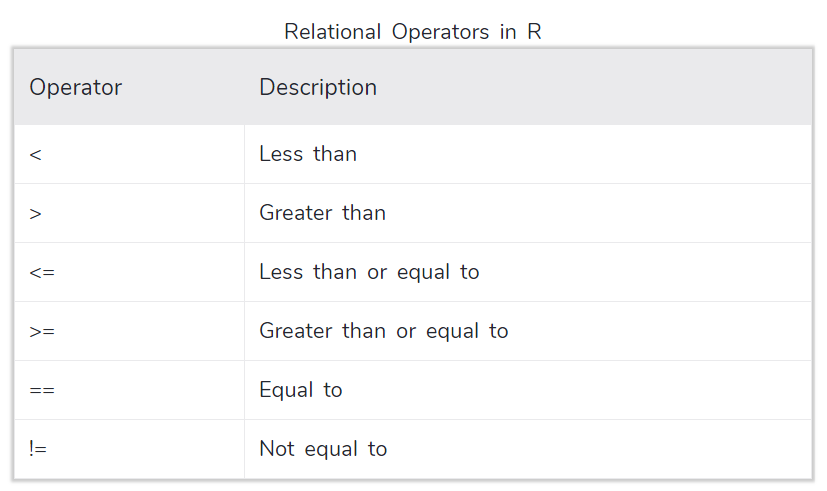 Relational Operators in R
Operator Description
< Less than
> Greater than
<= Less than or equal to
>= Greater than or equal to
== Equal to
!= Not equal to